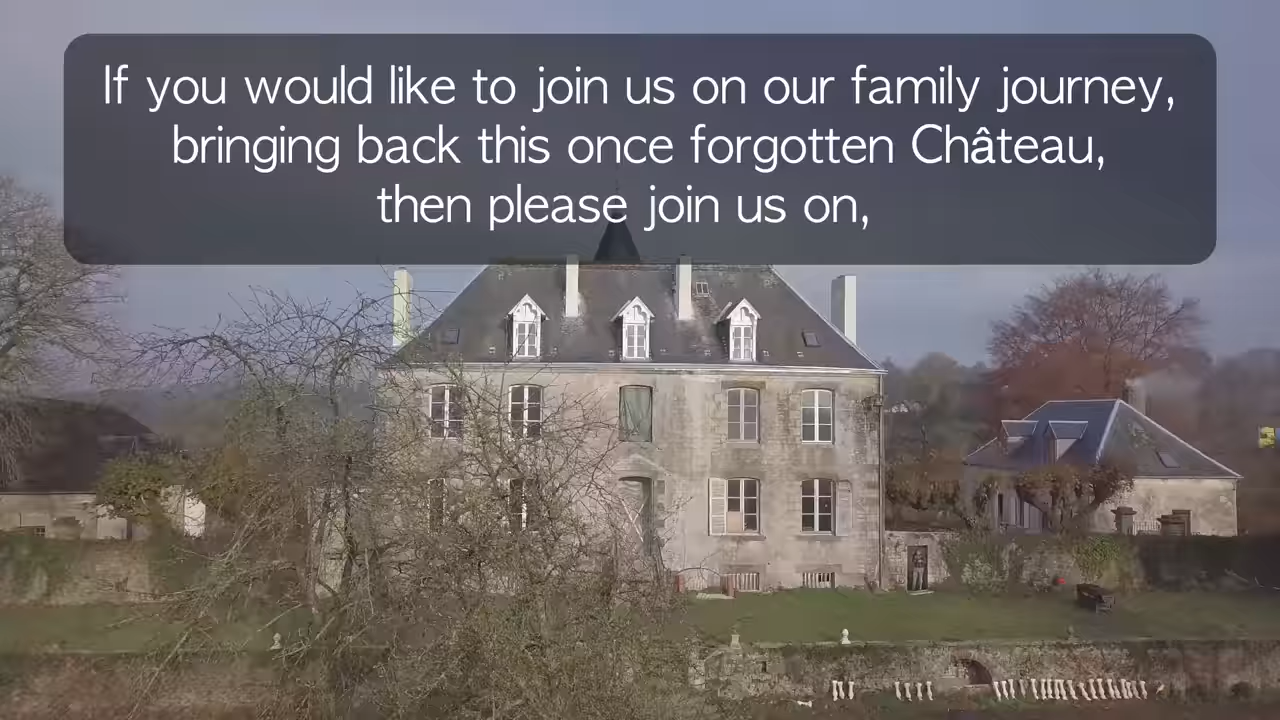 If you would like to join us on our family journey,
bringing back this once forgotten Château,
then please join us on,